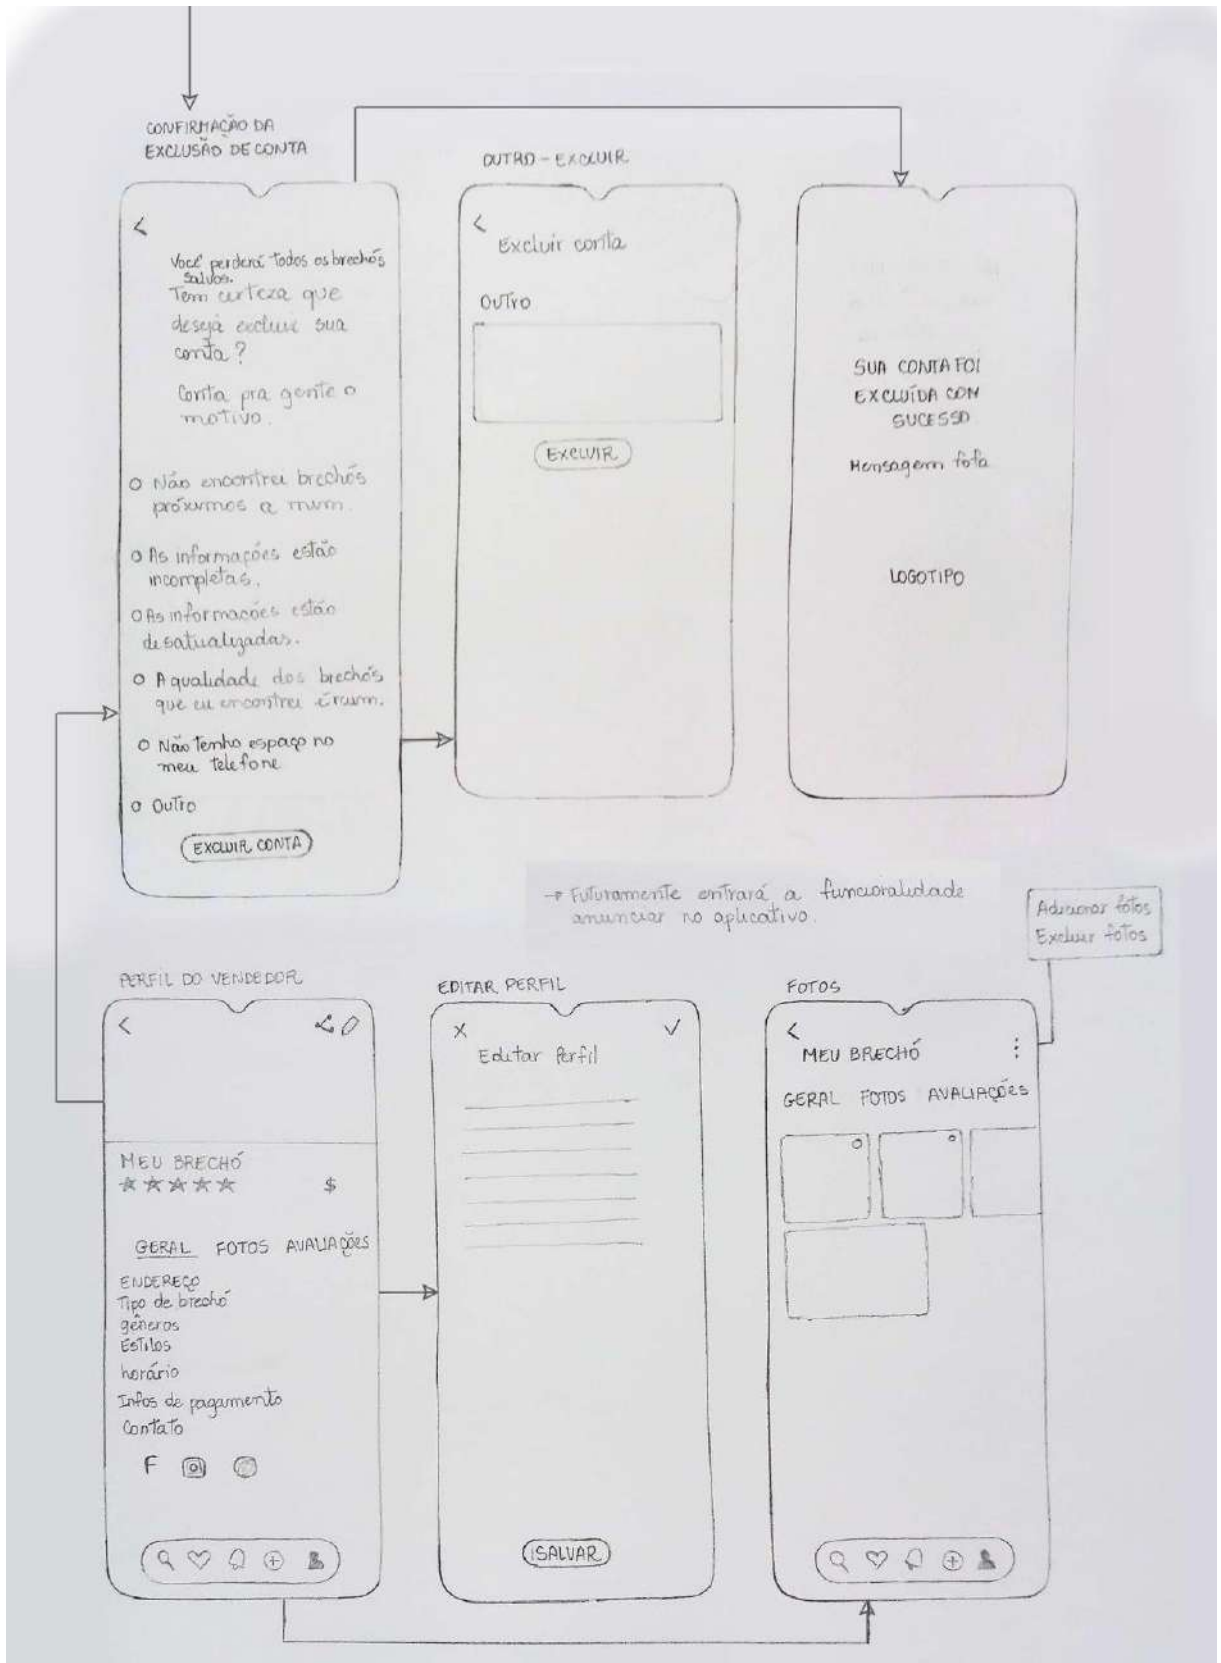 CONFIRMAÇÃO DA
EXCLUSÃO DE CONTA
Você perderá todos os brechós
salvos.
Tem certeza que
deseja excluir sua
conta?
Conta pra gente o
motivo.
Não encontrei brechós
próximos a mim.
As informações estão
incompletas.
As informações estão
desatualizadas.
A qualidade dos brechós
que eu encontrei é ruim.
Não tenho espaço no
meu telefone
Outro
EXCLUIR CONTA
OUTRO - EXCLUIR
Excluir conta
Outro
EXCLUIR
SUA CONTA FOI
EXCLUÍDA COM
SUCESSO
Mensagem fofa
LOGOTIPO
→ Futuramente entrará a funcionalidade
anunciar no aplicativo.
Adicionar fotos
Excluir fotos
PERFIL DO VENDEDOR
MEU BRECHÓ
$
GERAL FOTOS AVALIAÇÕES
ENDEREÇO
Tipo de brechó
gêneros
Estilos
horário
Infos de pagamento
Contato
F
EDITAR PERFIL
X
Editar Perfil
SALVAR
FOTOS
MEU BRECHÓ
GERAL FOTOS AVALIAÇÕES